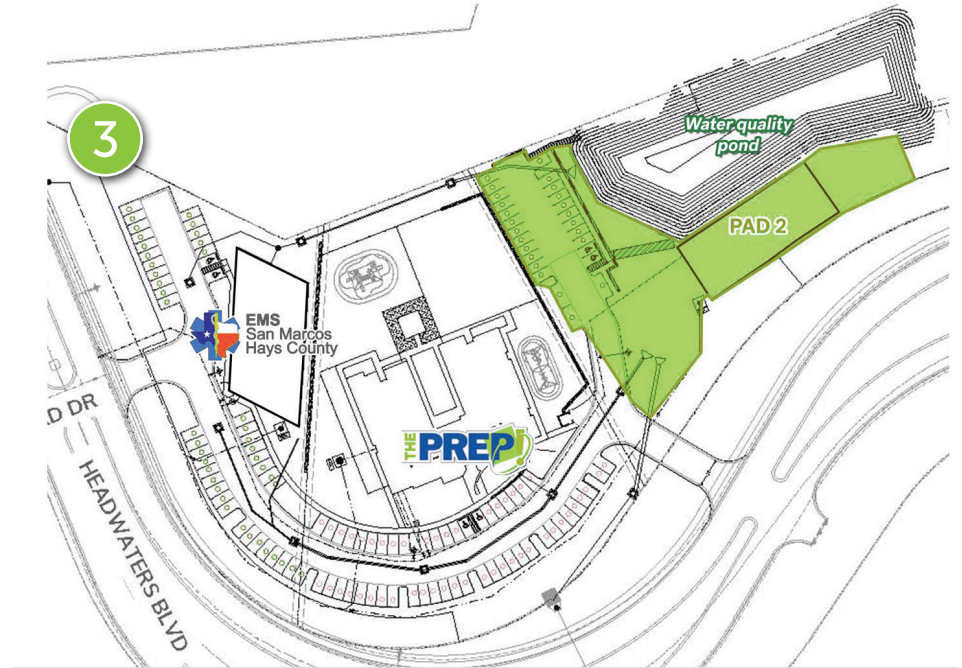 3
Water quality
pond
PAD 2
EMS
San Marcos
Hays County
D DR
THE PREP
HEADWATERS BLVD